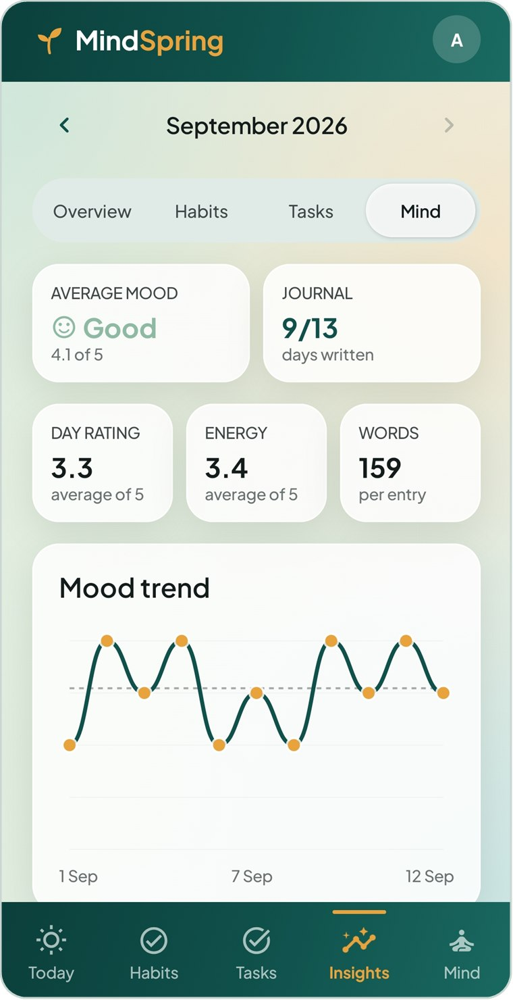 MindSpring
A
September 2026
Overview Habits Tasks Mind
AVERAGE MOOD
Good
4.1 of 5
JOURNAL
9/13
days written
DAY RATING
3.3
average of 5
ENERGY
3.4
average of 5
WORDS
159
per entry
Mood trend
1 Sep 7 Sep 12 Sep
Today Habits Tasks Insights Mind